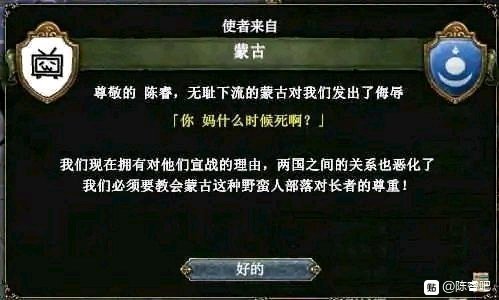 使者来自
蒙古
尊敬的 陈睿，无耻下流的蒙古对我们发出了侮辱
「你 妈什么时候死啊？」
我们现在拥有对他们宣战的理由，两国之间的关系也恶化了
我们必须要教会蒙古这种野蛮人部落对长者的尊重！
好的
贴 @陈睿吧